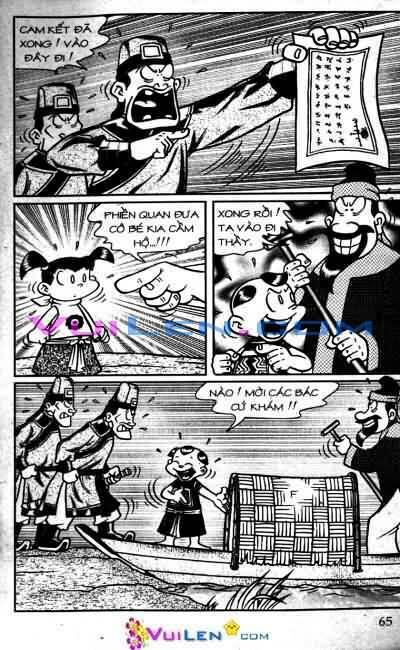 CAM KẾT ĐÃ
XONG! VÀO
ĐÂY ĐI!
PHIỀN QUAN ĐƯA
CÔ BÉ KIA CẦM
HỘ...!!!
XONG RỒI!
TA VÀO ĐI
THẦY.
VUILEN.COM
NÀO! MỜI CÁC BÁC
CỨ KHÁM!!
F
65
VUILEN.COM